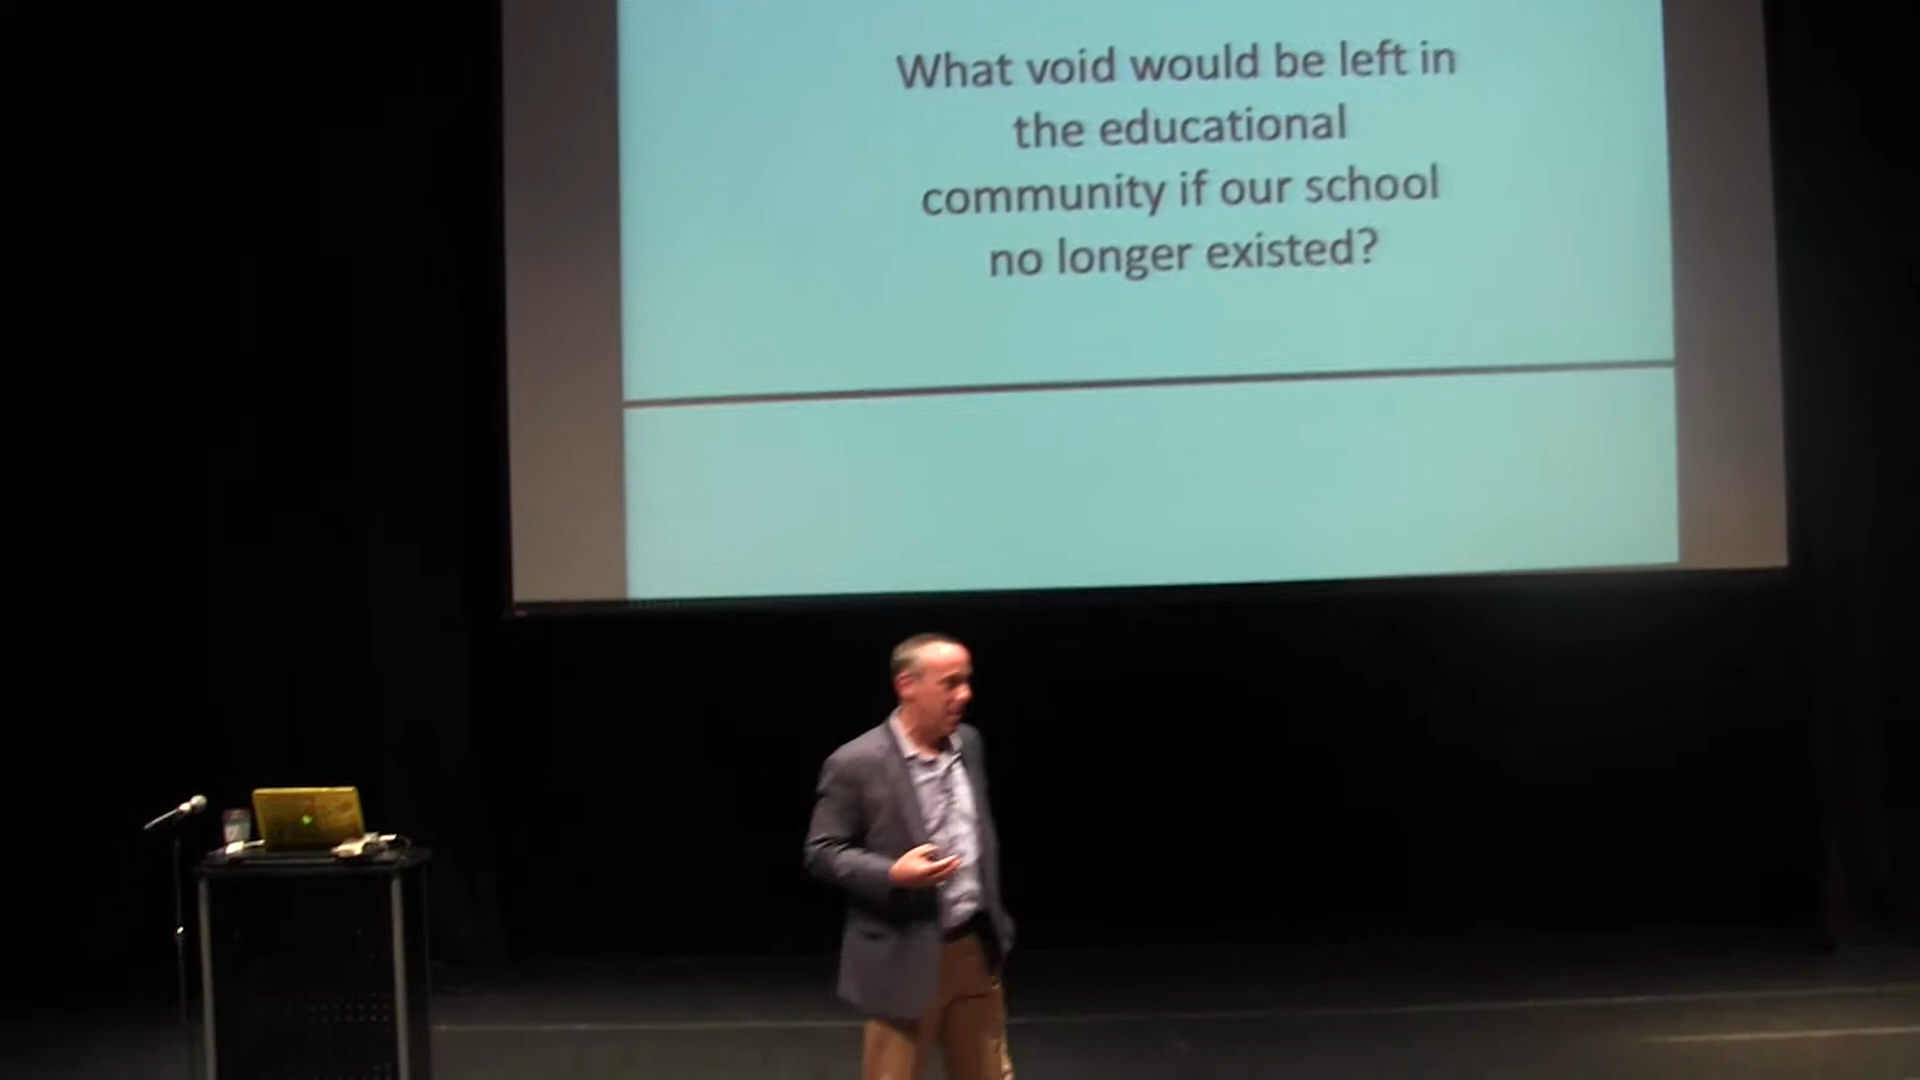 What void would be left in
the educational
community if our school
no longer existed?